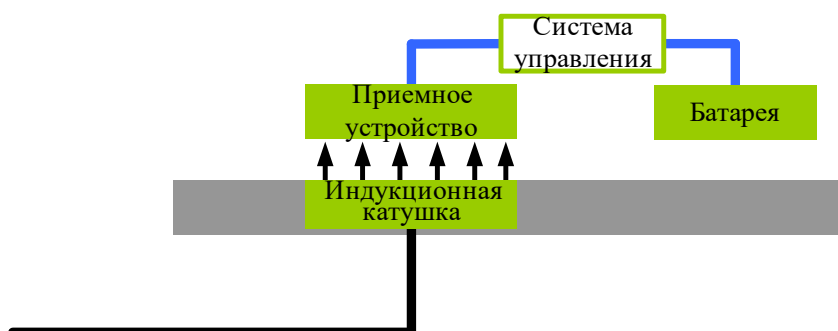 Система
управления
Приемное
устройство
Батарея
Индукционная
катушка